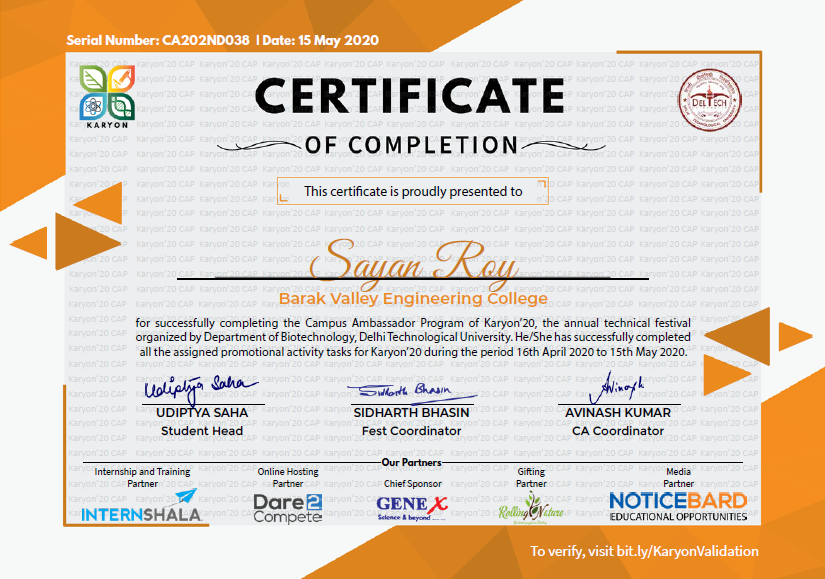 Serial Number: CA202ND038 | Date: 15 May 2020
KARYON
CERTIFICATE
OF COMPLETION
DELTECH
This certificate is proudly presented to
Sayan Roy
Barak Valley Engineering College
for successfully completing the Campus Ambassador Program of Karyon'20, the annual technical festival
organized by Department of Biotechnology, Delhi Technological University. He/She has successfully completed
all the assigned promotional activity tasks for Karyon'20 during the period 16th April 2020 to 15th May 2020.
Udiptya Saha
Sidharth Bhasin
Avinash
UDIPTYA SAHA
SIDHARTH BHASIN
AVINASH KUMAR
Student Head
Fest Coordinator
CA Coordinator
Our Partners
Internship and Training
Partner
INTERNSHALA
Online Hosting
Partner
Dare2
Compete
Chief Sponsor
GENEX
Science & beyond ......
Gifting
Partner
Rolling Nature
Media
Partner
NOTICEBARD
EDUCATIONAL OPPORTUNITIES
To verify, visit bit.ly/KaryonValidation
Karyon'20 CAP